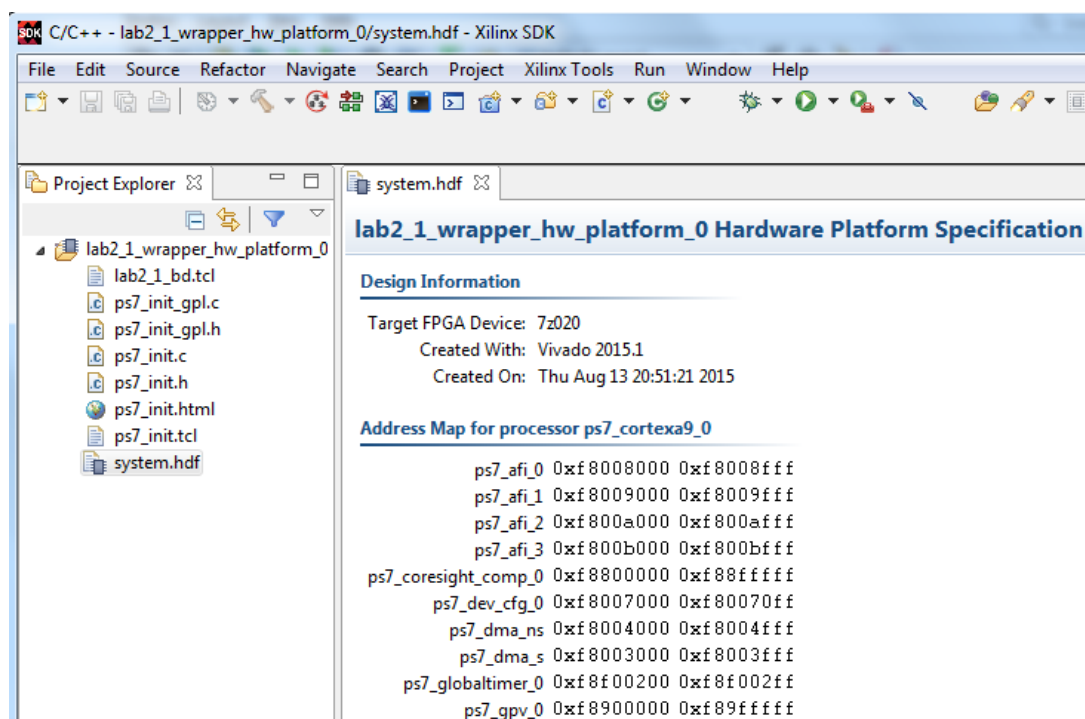 SDK C/C++ - lab2_1_wrapper_hw_platform_0/system.hdf - Xilinx SDK
File Edit Source Refactor Navigate Search Project Xilinx Tools Run Window Help
Project Explorer
lab2_1_wrapper_hw_platform_0
lab2_1_bd.tcl
ps7_init_gpl.c
ps7_init_gpl.h
ps7_init.c
ps7_init.h
ps7_init.html
ps7_init.tcl
system.hdf
system.hdf
lab2_1_wrapper_hw_platform_0 Hardware Platform Specification
Design Information
Target FPGA Device: 7z020
Created With: Vivado 2015.1
Created On: Thu Aug 13 20:51:21 2015
Address Map for processor ps7_cortexa9_0
ps7_afi_0 0xf8008000 0xf8008fff
ps7_afi_1 0xf8009000 0xf8009fff
ps7_afi_2 0xf800a000 0xf800afff
ps7_afi_3 0xf800b000 0xf800bfff
ps7_coresight_comp_0 0xf8800000 0xf88fffff
ps7_dev_cfg_0 0xf8007000 0xf80070ff
ps7_dma_ns 0xf8004000 0xf8004fff
ps7_dma_s 0xf8003000 0xf8003fff
ps7_globaltimer_0 0xf8f00200 0xf8f002ff
ps7_gpv_0 0xf8900000 0xf89fffff